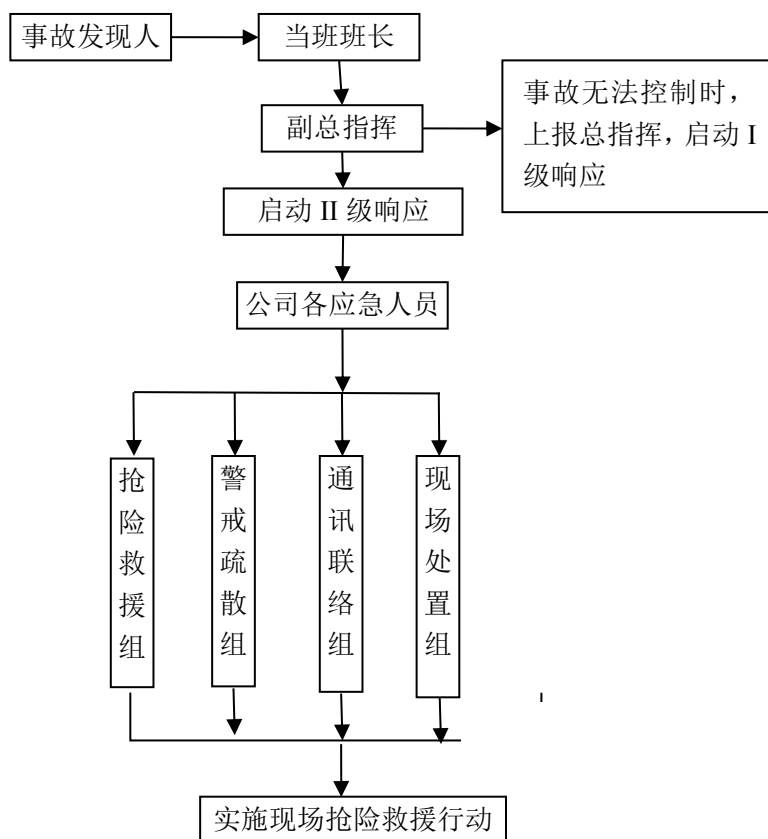 事故发现人
当班班长
副总指挥
事故无法控制时，
上报总指挥，启动 I
级响应
启动 II 级响应
公司各应急人员
抢险救援组
警戒疏散组
通讯联络组
现场处置组
实施现场抢险救援行动